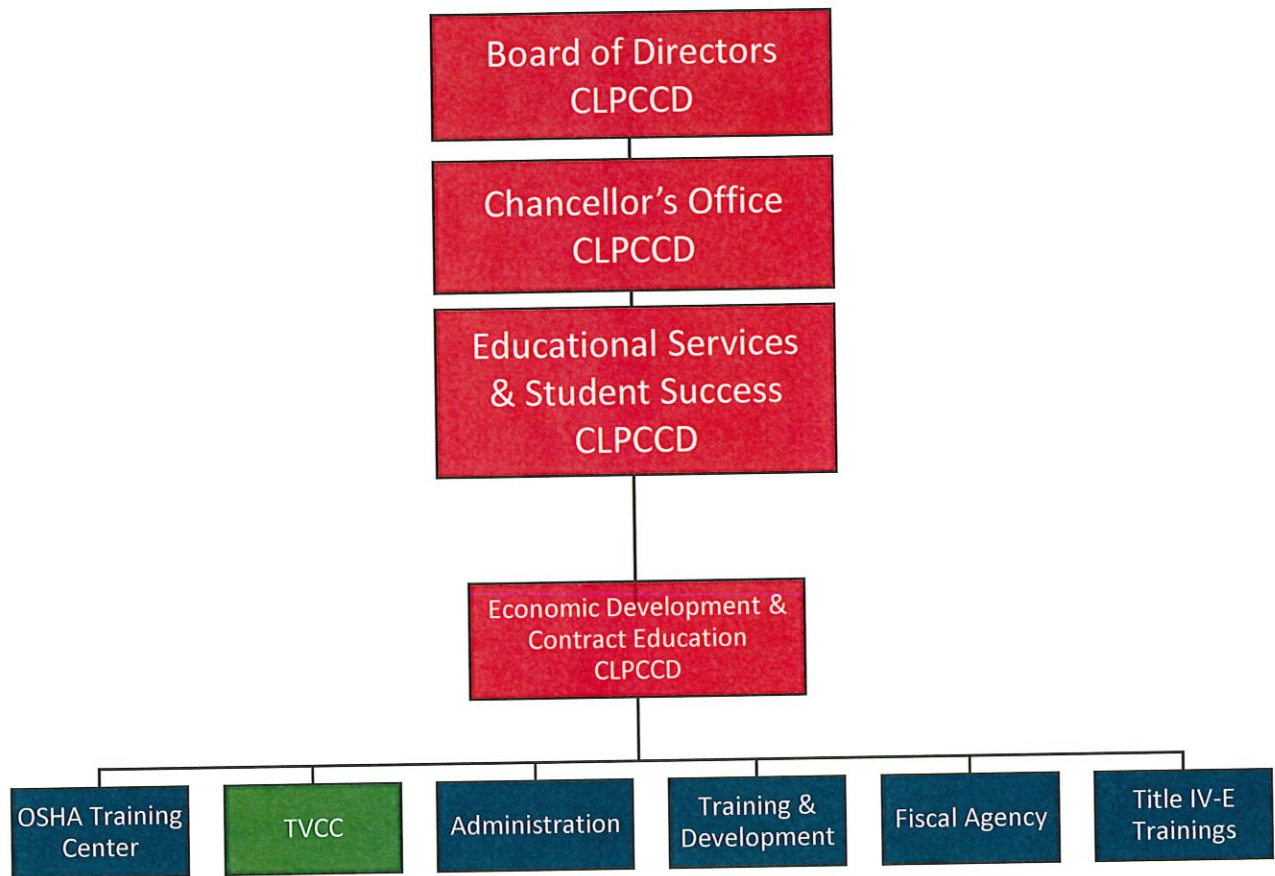 Board of Directors
CLPCCD
Chancellor's Office
CLPCCD
Educational Services
& Student Success
CLPCCD
Economic Development &
Contract Education
CLPCCD
OSHA Training
Center
TVCC
Administration
Training &
Development
Fiscal Agency
Title IV-E
Trainings